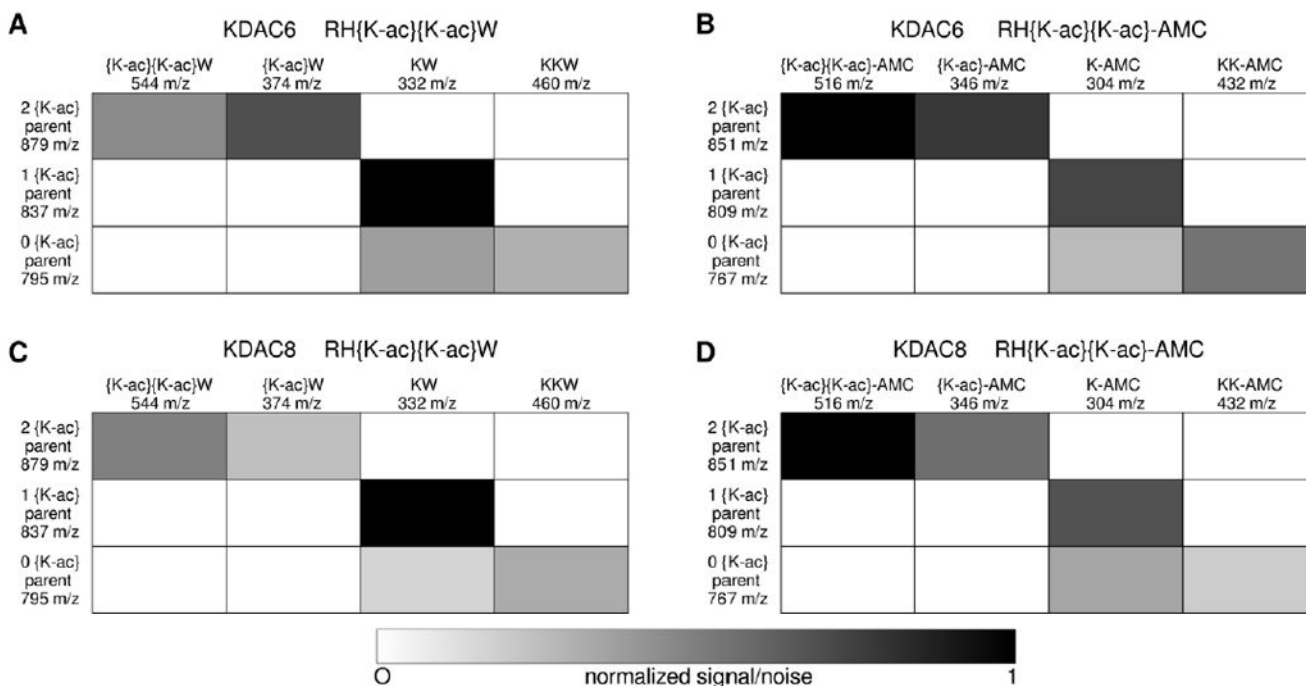 A
KDAC6 RH{K-ac}{K-ac}W
{K-ac}{K-ac}W {K-ac}W KW KKW
544 m/z 374 m/z 332 m/z 460 m/z
2 {K-ac}
parent
879 m/z
1 {K-ac}
parent
837 m/z
0 {K-ac}
parent
795 m/z
B
KDAC6 RH{K-ac}{K-ac}-AMC
{K-ac}{K-ac}-AMC {K-ac}-AMC K-AMC KK-AMC
516 m/z 346 m/z 304 m/z 432 m/z
2 {K-ac}
parent
851 m/z
1 {K-ac}
parent
809 m/z
0 {K-ac}
parent
767 m/z
C
KDAC8 RH{K-ac}{K-ac}W
{K-ac}{K-ac}W {K-ac}W KW KKW
544 m/z 374 m/z 332 m/z 460 m/z
2 {K-ac}
parent
879 m/z
1 {K-ac}
parent
837 m/z
0 {K-ac}
parent
795 m/z
D
KDAC8 RH{K-ac}{K-ac}-AMC
{K-ac}{K-ac}-AMC {K-ac}-AMC K-AMC KK-AMC
516 m/z 346 m/z 304 m/z 432 m/z
2 {K-ac}
parent
851 m/z
1 {K-ac}
parent
809 m/z
0 {K-ac}
parent
767 m/z
O normalized signal/noise 1